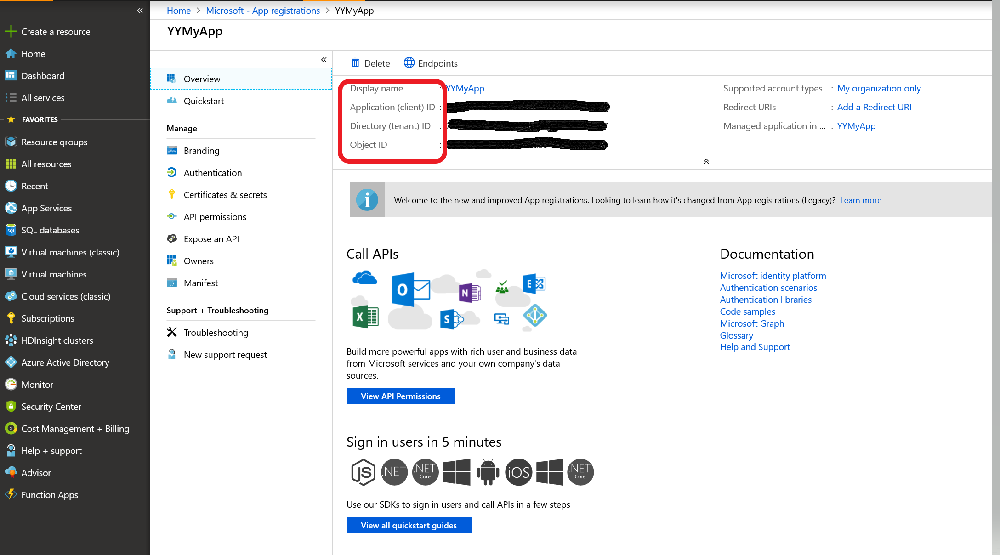 Home > Microsoft - App registrations > YYMyApp
YYMyApp
Create a resource
Home
Dashboard
All services
FAVORITES
Resource groups
All resources
Recent
App Services
SQL databases
Virtual machines (classic)
Virtual machines
Cloud services (classic)
Subscriptions
HDInsight clusters
Azure Active Directory
Monitor
Security Center
Cost Management + Billing
Help + support
Advisor
Function Apps
Overview
Quickstart
Manage
Branding
Authentication
Certificates & secrets
API permissions
Expose an API
Owners
Manifest
Support + Troubleshooting
Troubleshooting
New support request
Delete
Endpoints
Display name : YYMyApp
Application (client) ID :
Directory (tenant) ID :
Object ID :
Supported account types : My organization only
Redirect URIs : Add a Redirect URI
Managed application in ... : YYMyApp
Welcome to the new and improved App registrations. Looking to learn how it's changed from App registrations (Legacy)? Learn more
Call APIs
Build more powerful apps with rich user and business data
from Microsoft services and your own company's data
sources.
View API Permissions
Documentation
Microsoft identity platform
Authentication scenarios
Authentication libraries
Code samples
Microsoft Graph
Glossary
Help and Support
Sign in users in 5 minutes
JS .NET .NET Core iOS .NET Core
Use our SDKs to sign in users and call APIs in a few steps
View all quickstart guides